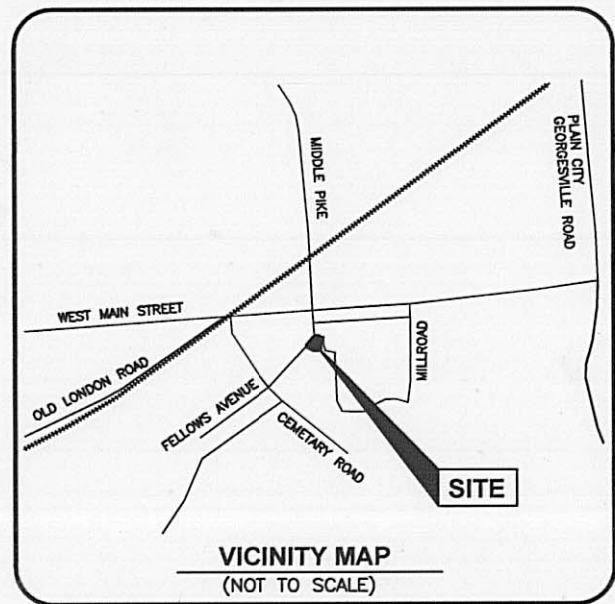 MIDDLE PIKE
PLAIN CITY
GEORGESVILLE ROAD
WEST MAIN STREET
MILLROAD
OLD LONDON ROAD
FELLOWS AVENUE
CEMETARY ROAD
SITE
VICINITY MAP
(NOT TO SCALE)